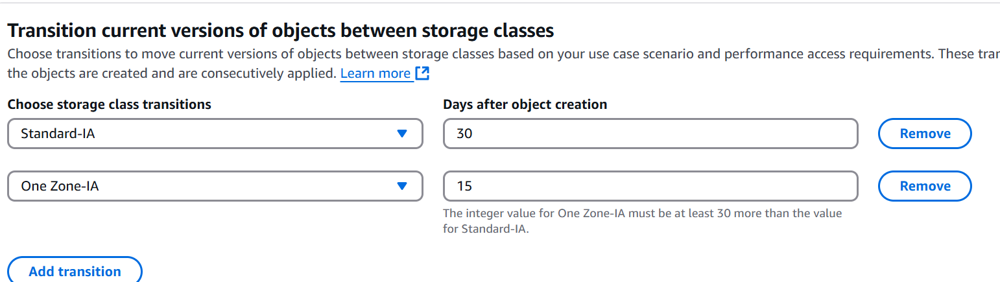 Transition current versions of objects between storage classes
Choose transitions to move current versions of objects between storage classes based on your use case scenario and performance access requirements. These
the objects are created and are consecutively applied. Learn more
Choose storage class transitions Days after object creation
Standard-IA 30 Remove
One Zone-IA 15 Remove
The integer value for One Zone-IA must be at least 30 more than the value
for Standard-IA.
Add transition